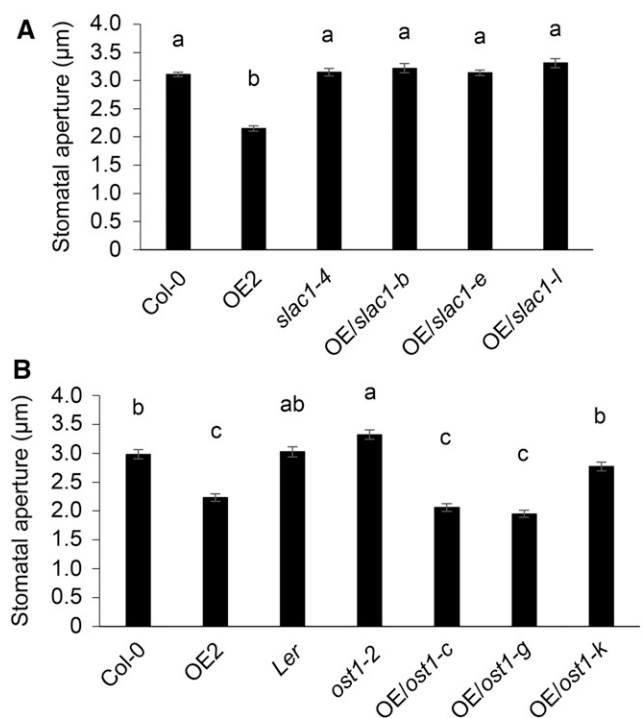 A
Stomatal aperture (µm)
4.0
3.5
3.0
2.5
2.0
1.5
1.0
0.5
0
a
b
a
a
a
a
Col-0
OE2
slac1-4
OE/slac1-b
OE/slac1-e
OE/slac1-l
B
Stomatal aperture (µm)
4.0
3.5
3.0
2.5
2.0
1.5
1.0
0.5
0
b
c
ab
a
c
c
b
Col-0
OE2
Ler
ost1-2
OE/ost1-c
OE/ost1-g
OE/ost1-k